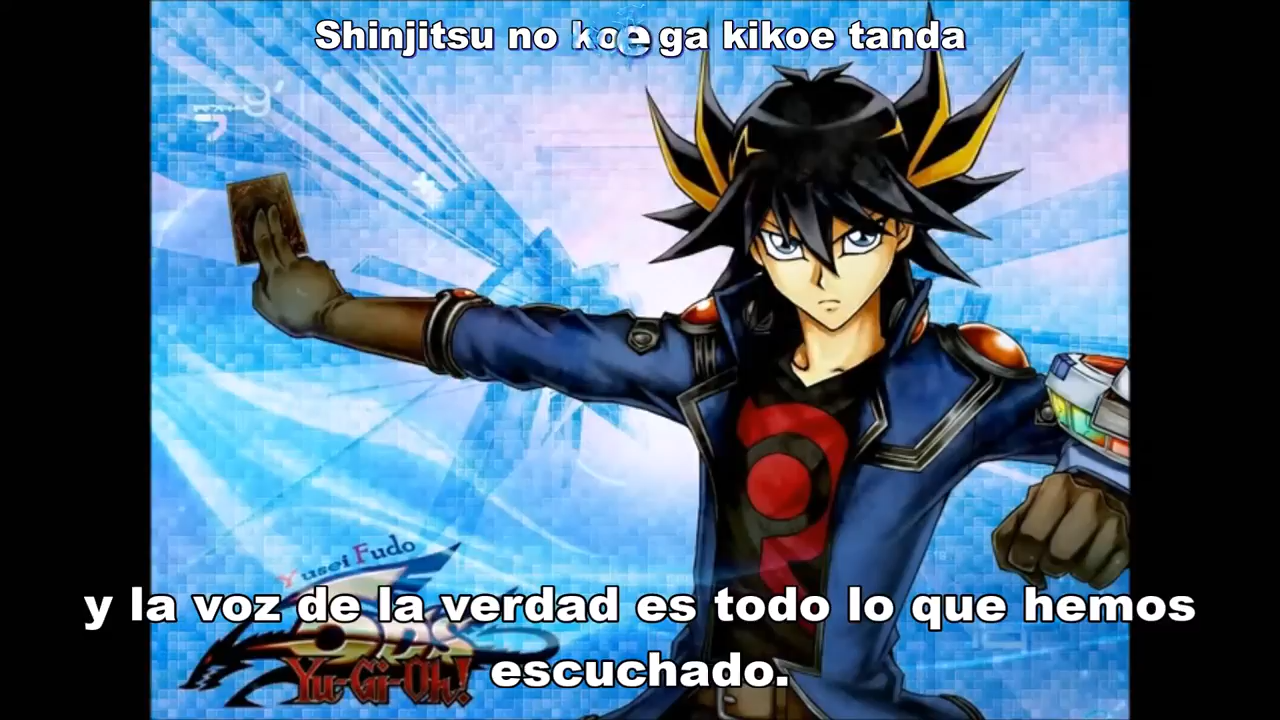 Shinjitsu no koe ga kikoe tanda
Yusei Fudo
5D's
Yu-Gi-Oh!
y la voz de la verdad es todo lo que hemos
escuchado.